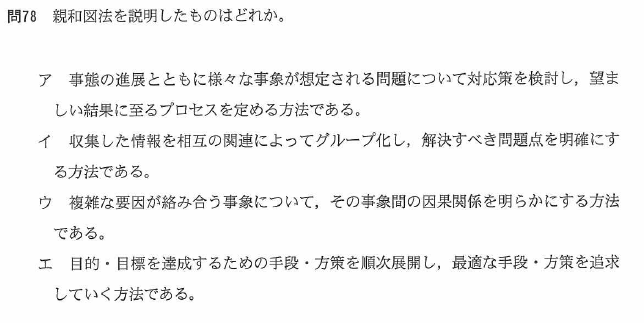 問78 親和図法を説明したものはどれか。
ア 事態の進展とともに様々な事象が想定される問題について対応策を検討し，望ま
しい結果に至るプロセスを定める方法である。
イ 収集した情報を相互の関連によってグループ化し，解決すべき問題点を明確にす
る方法である。
ウ 複雑な要因が絡み合う事象について，その事象間の因果関係を明らかにする方法
である。
エ 目的・目標を達成するための手段・方策を順次展開し，最適な手段・方策を追求
していく方法である。